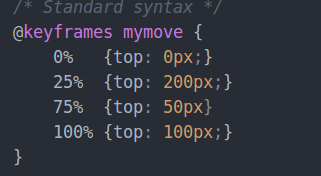 /* Standard syntax */
@keyframes mymove {
    0%   {top: 0px;}
    25%  {top: 200px;}
    75%  {top: 50px}
    100% {top: 100px;}
}